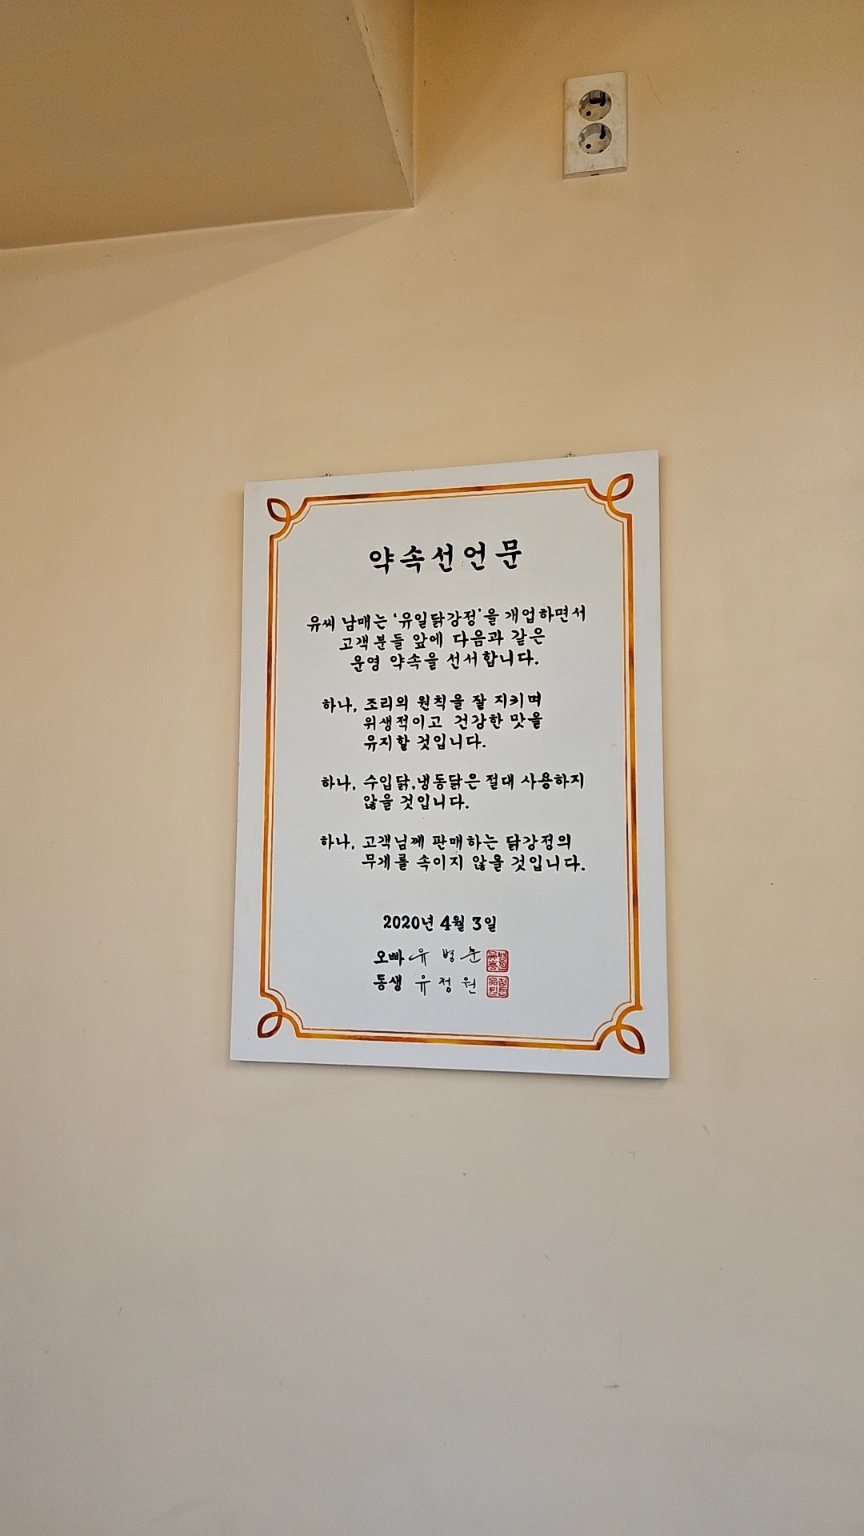 약속선언문
유씨 남매는 '유일닭강정'을 개업하면서
고객분들 앞에 다음과 같은
운영 약속을 선서합니다.
하나, 조리의 원칙을 잘 지키며
위생적이고 건강한 맛을
유지할 것입니다.
하나, 수입닭,냉동닭은 절대 사용하지
않을 것입니다.
하나, 고객님께 판매하는 닭강정의
무게를 속이지 않을 것입니다.
2020년 4월 3일
오빠 유병문
동생 유정원